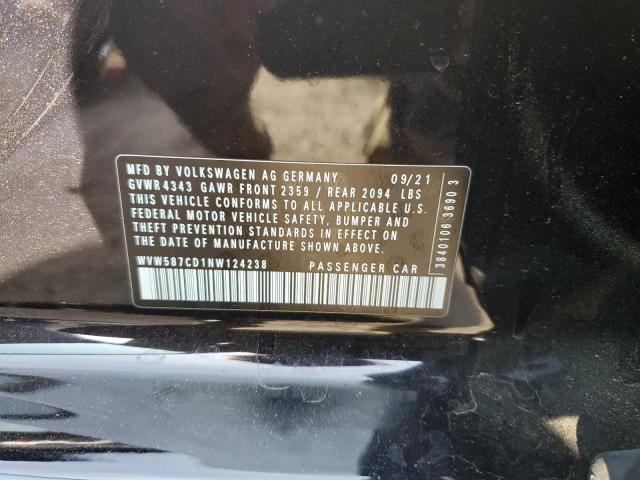 MFD BY VOLKSWAGEN AG GERMANY 09/21
GVWR 4343 GAWR FRONT 2359 / REAR 2094 LBS
THIS VEHICLE CONFORMS TO ALL APPLICABLE U.S.
FEDERAL MOTOR VEHICLE SAFETY, BUMPER AND
THEFT PREVENTION STANDARDS IN EFFECT ON
THE DATE OF MANUFACTURE SHOWN ABOVE.
WVW587CD1NW124238 PASSENGER CAR
3840106 3690 3